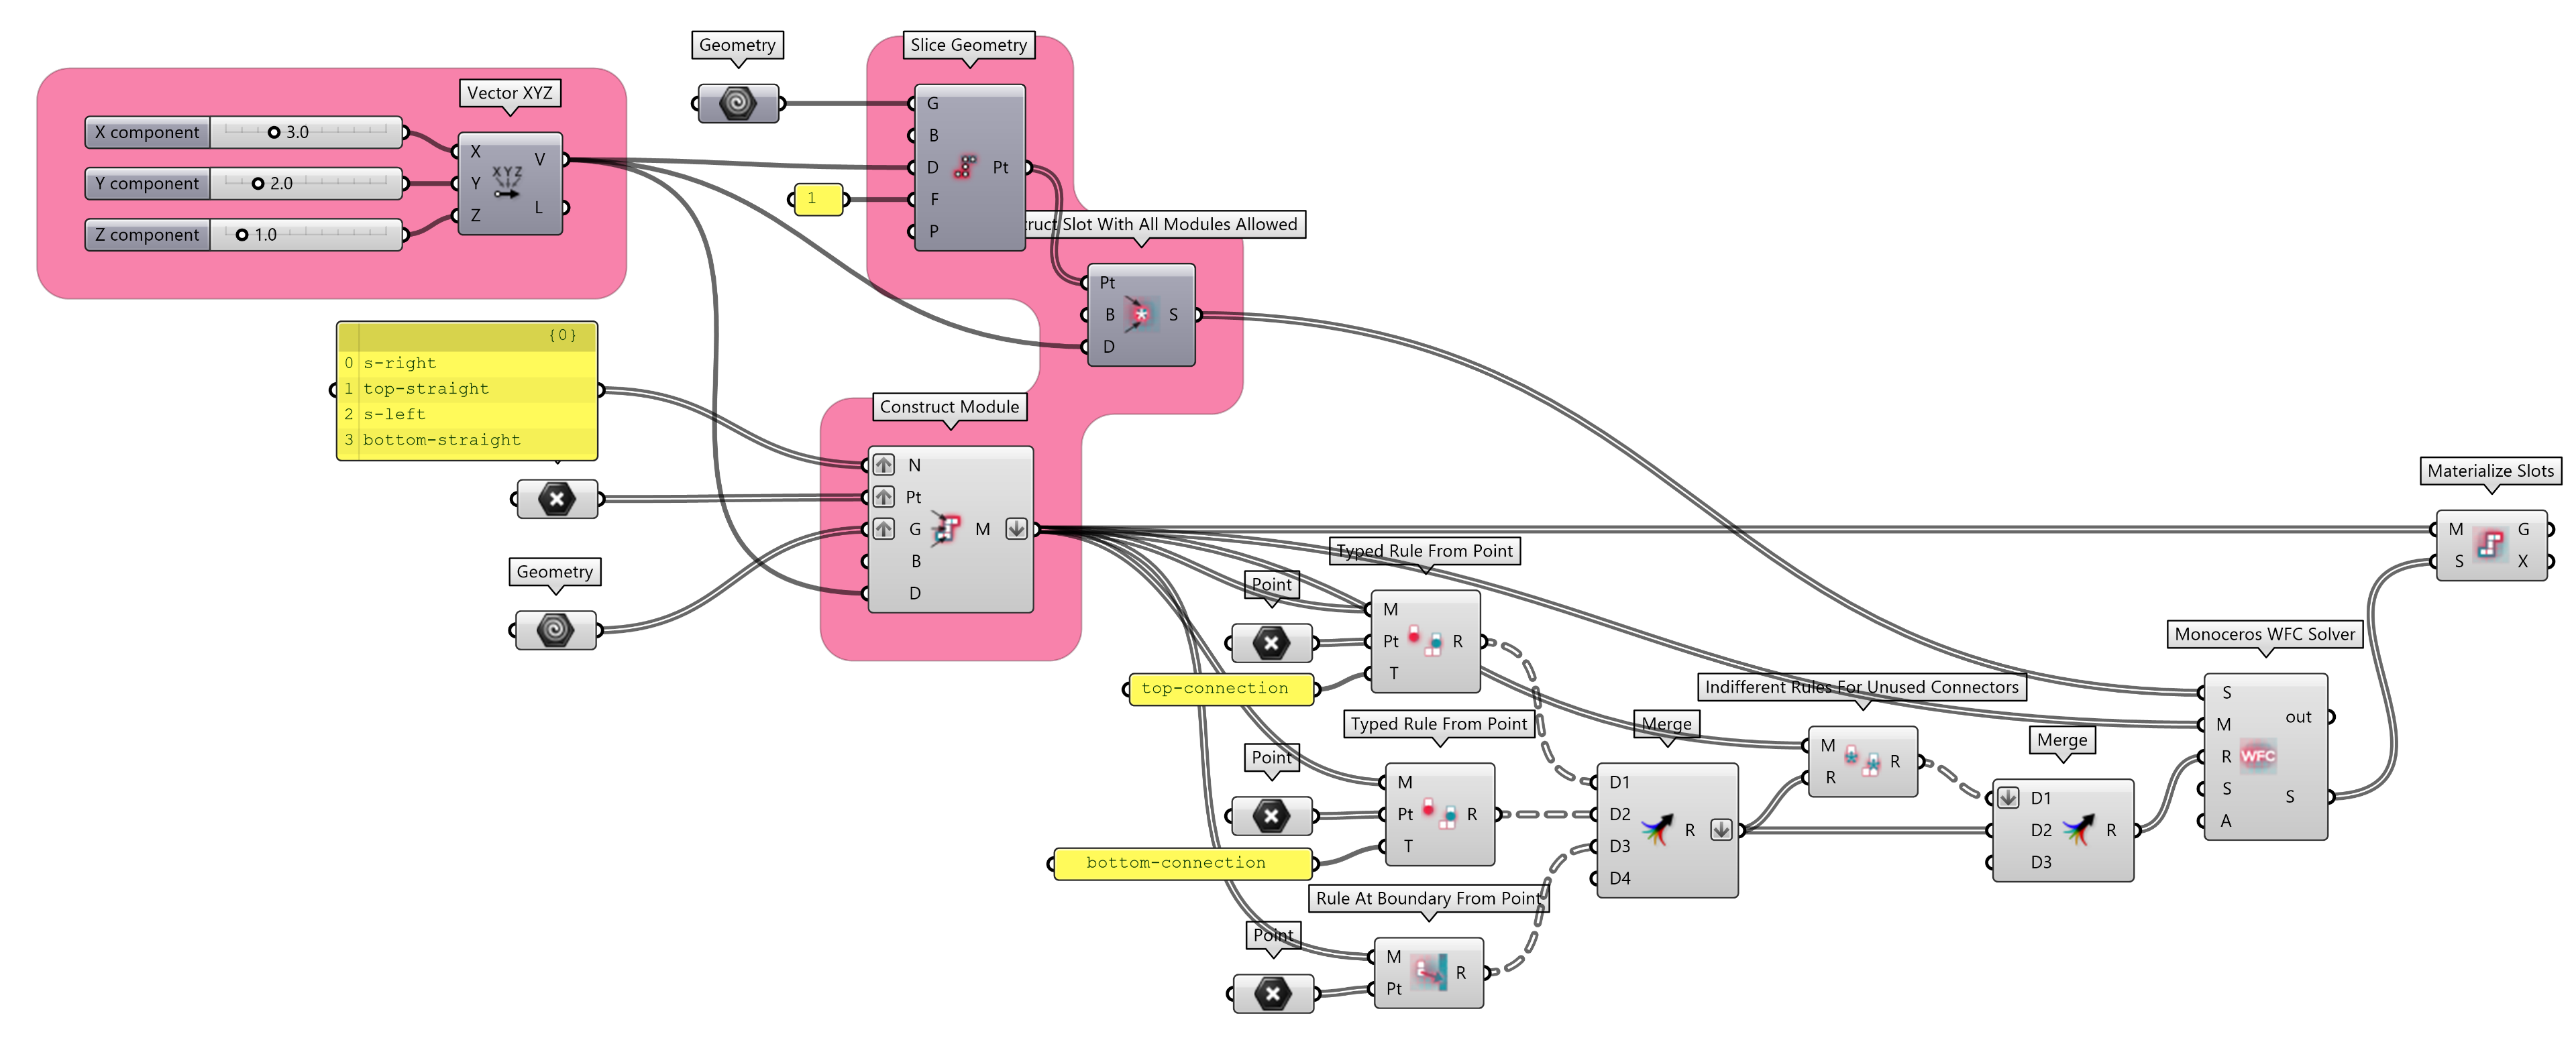 Geometry
Slice Geometry
Vector XYZ
X component 3.0
Y component 2.0
Z component 1.0
X
Y
Z
XYZ
V
L
1
G
B
D
F
P
Pt
ruct Slot With All Modules Allowed
Pt
B
D
S
{0}
0 s-right
1 top-straight
2 s-left
3 bottom-straight
Construct Module
N
Pt
G
B
D
M
Geometry
Materialize Slots
M
S
G
X
Typed Rule From Point
Point
M
Pt
T
R
top-connection
Typed Rule From Point
Point
M
Pt
T
R
bottom-connection
Rule At Boundary From Point
Point
M
Pt
R
Merge
D1
D2
D3
D4
R
Indifferent Rules For Unused Connectors
M
R
R
Merge
D1
D2
D3
R
Monoceros WFC Solver
S
M
R
S
A
WFC
out
S